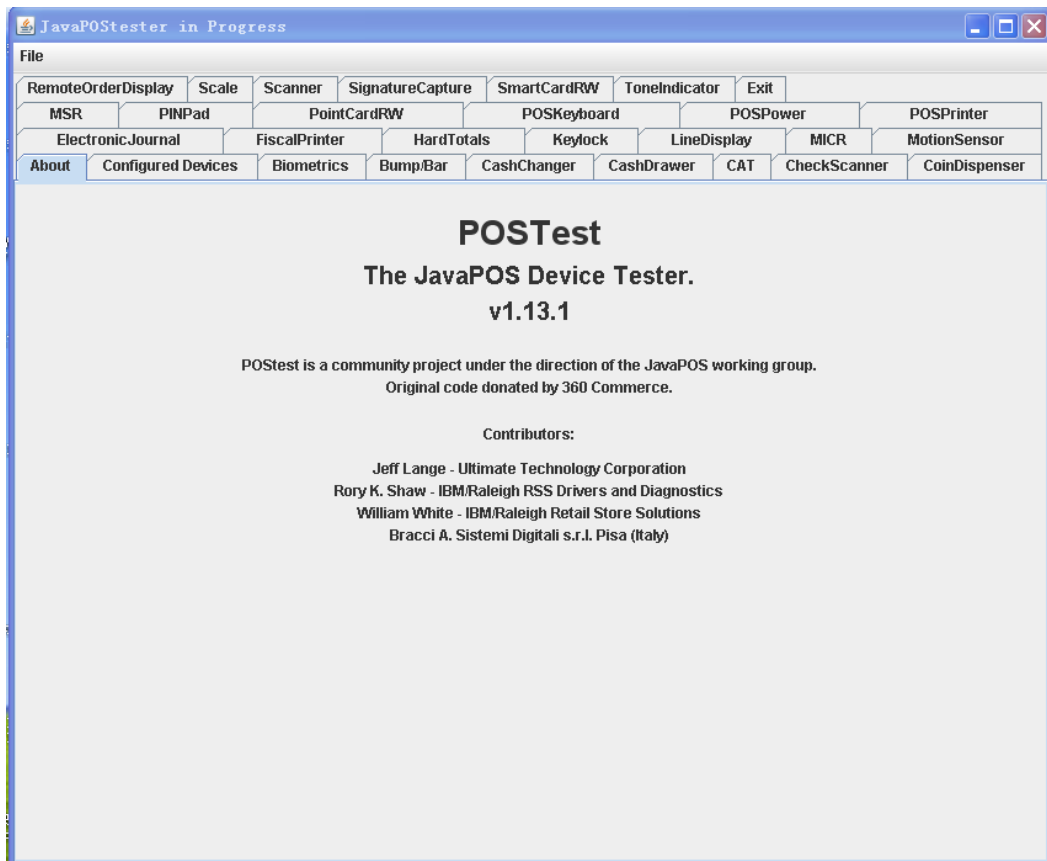 JavaPOStester in Progress
File
RemoteOrderDisplay Scale Scanner SignatureCapture SmartCardRW ToneIndicator Exit
MSR PINPad PointCardRW POSKeyboard POSPower POSPrinter
ElectronicJournal FiscalPrinter HardTotals Keylock LineDisplay MICR MotionSensor
About Configured Devices Biometrics Bump/Bar CashChanger CashDrawer CAT CheckScanner CoinDispenser
POSTest
The JavaPOS Device Tester.
v1.13.1
POStest is a community project under the direction of the JavaPOS working group.
Original code donated by 360 Commerce.
Contributors:
Jeff Lange - Ultimate Technology Corporation
Rory K. Shaw - IBM/Raleigh RSS Drivers and Diagnostics
William White - IBM/Raleigh Retail Store Solutions
Bracci A. Sistemi Digitali s.r.l. Pisa (Italy)